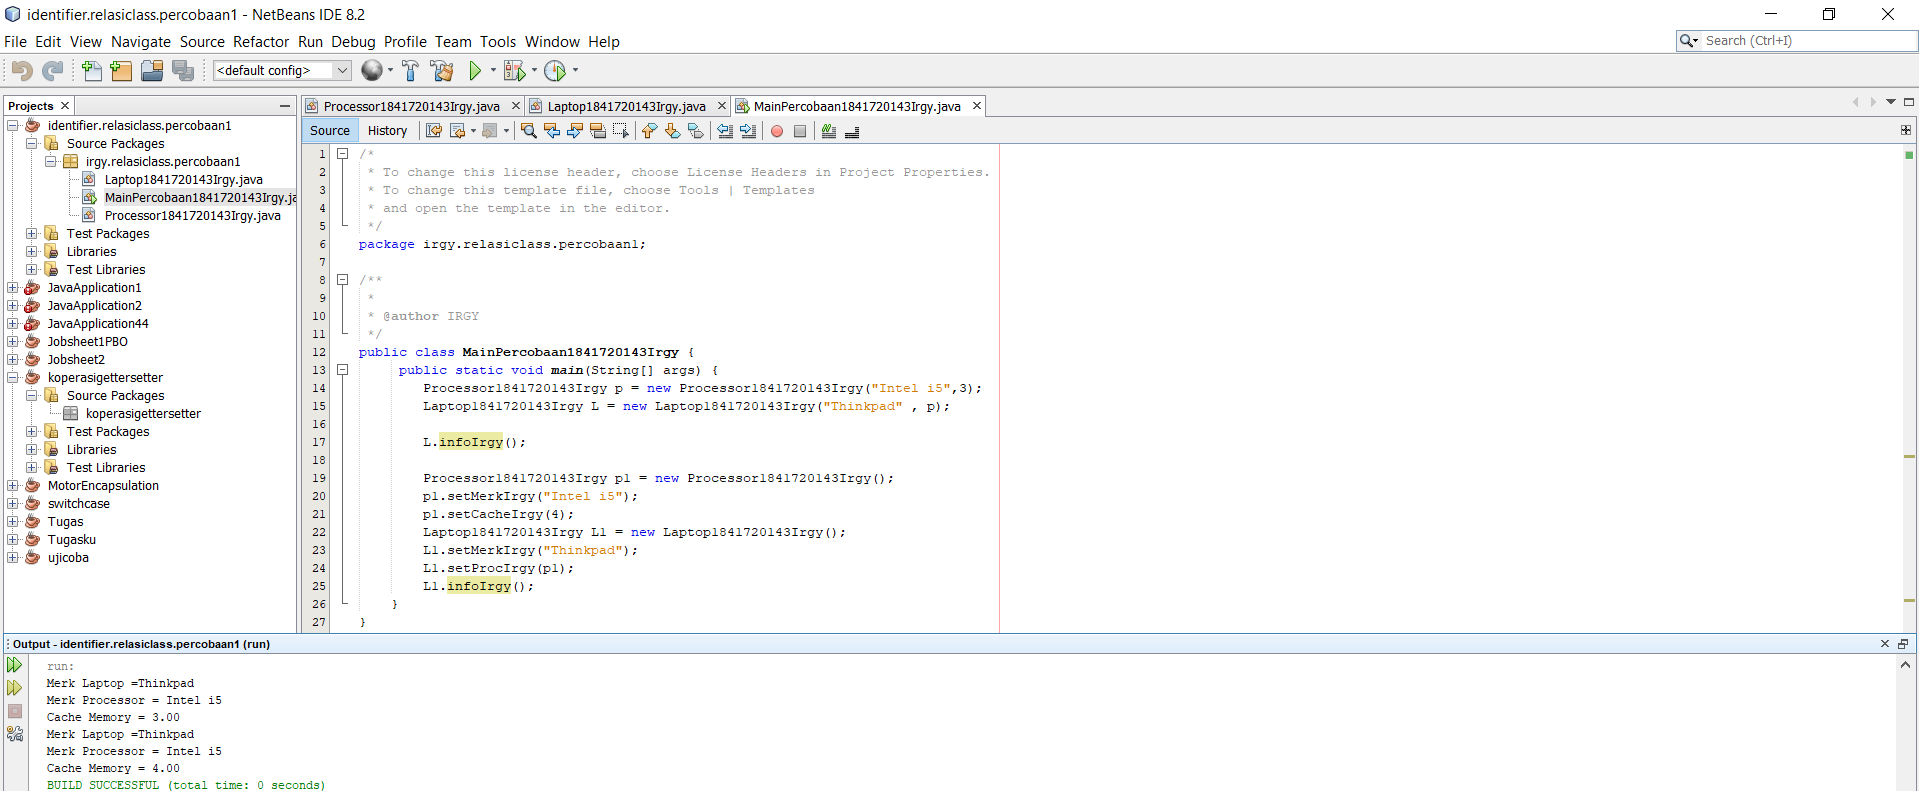 identifier.relasiclass.percobaan1 - NetBeans IDE 8.2
File Edit View Navigate Source Refactor Run Debug Profile Team Tools Window Help
Search (Ctrl+I)
<default config>
Projects
identifier.relasiclass.percobaan1
Source Packages
irgy.relasiclass.percobaan1
Laptop1841720143Irgy.java
MainPercobaan1841720143Irgy.ja
Processor1841720143Irgy.java
Test Packages
Libraries
Test Libraries
JavaApplication1
JavaApplication2
JavaApplication44
Jobsheet1PBO
Jobsheet2
koperasigettersetter
Source Packages
koperasigettersetter
Test Packages
Libraries
Test Libraries
MotorEncapsulation
switchcase
Tugas
Tugasku
ujicoba
Processor1841720143Irgy.java Laptop1841720143Irgy.java MainPercobaan1841720143Irgy.java
Source History
1 /*
2 * To change this license header, choose License Headers in Project Properties.
3 * To change this template file, choose Tools | Templates
4 * and open the template in the editor.
5 */
6 package irgy.relasiclass.percobaan1;
7
8 /**
9 *
10 * @author IRGY
11 */
12 public class MainPercobaan1841720143Irgy {
13 public static void main(String[] args) {
14 Processor1841720143Irgy p = new Processor1841720143Irgy("Intel i5",3);
15 Laptop1841720143Irgy L = new Laptop1841720143Irgy("Thinkpad" , p);
16
17 L.infoIrgy();
18
19 Processor1841720143Irgy p1 = new Processor1841720143Irgy();
20 p1.setMerkIrgy("Intel i5");
21 p1.setCacheIrgy(4);
22 Laptop1841720143Irgy L1 = new Laptop1841720143Irgy();
23 L1.setMerkIrgy("Thinkpad");
24 L1.setProcIrgy(p1);
25 L1.infoIrgy();
26 }
27 }
Output - identifier.relasiclass.percobaan1 (run)
run:
Merk Laptop =Thinkpad
Merk Processor = Intel i5
Cache Memory = 3.00
Merk Laptop =Thinkpad
Merk Processor = Intel i5
Cache Memory = 4.00
BUILD SUCCESSFUL (total time: 0 seconds)